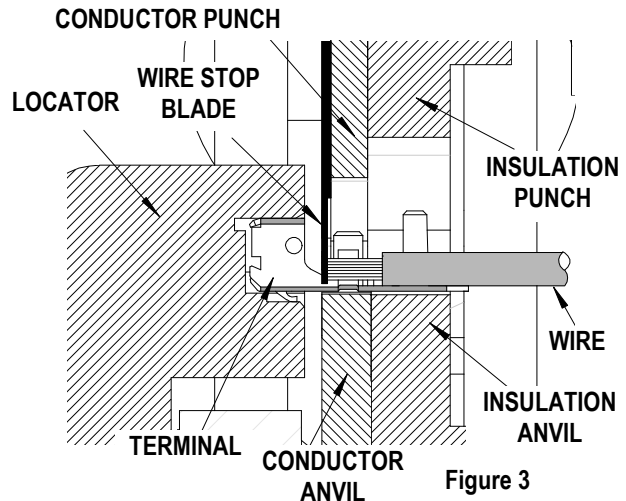 CONDUCTOR PUNCH
WIRE STOP
BLADE
LOCATOR
INSULATION
PUNCH
WIRE
INSULATION
ANVIL
TERMINAL
CONDUCTOR
ANVIL
Figure 3